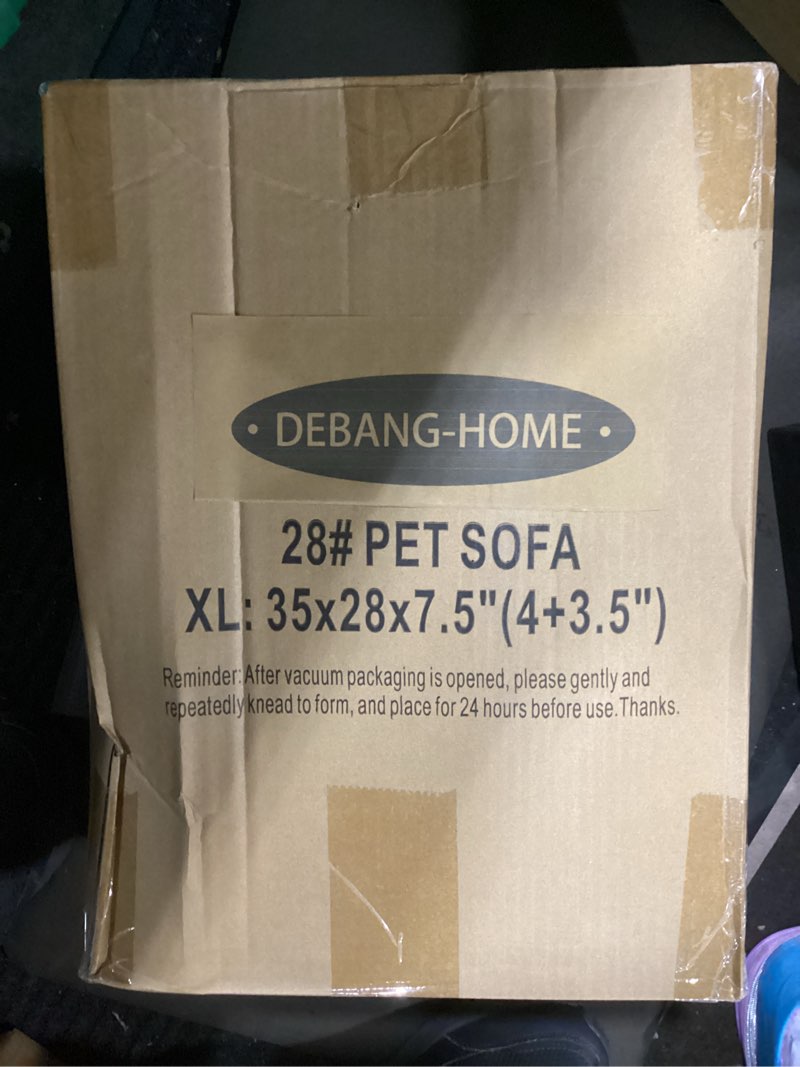 • DEBANG-HOME •
28# PET SOFA
XL: 35x28x7.5"(4+3.5")
Reminder: After vacuum packaging is opened, please gently and
repeatedly knead to form, and place for 24 hours before use.Thanks.